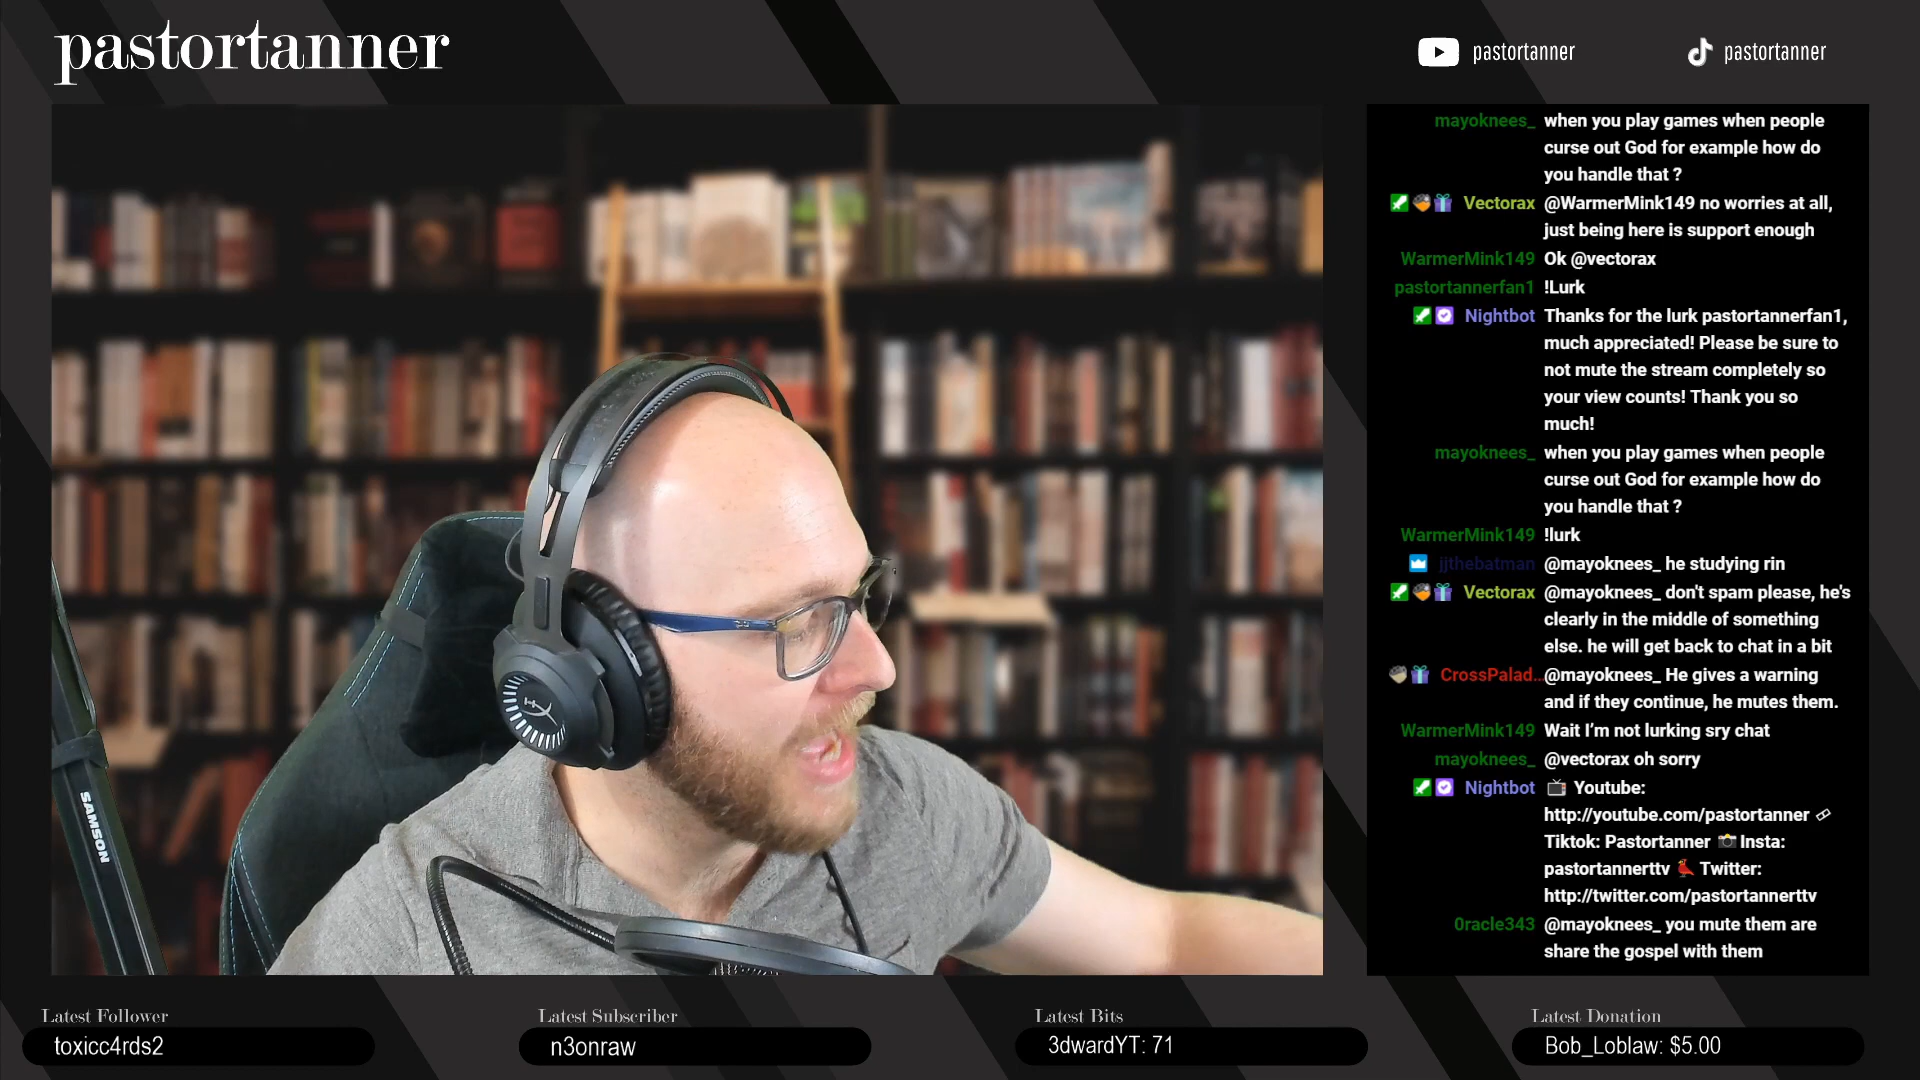 pastortanner
pastortanner
pastortanner
mayoknees_ when you play games when people
curse out God for example how do
you handle that ?
Vectorax @WarmerMink149 no worries at all,
just being here is support enough
WarmerMink149 Ok @vectorax
pastortannerfan1 !Lurk
Nightbot Thanks for the lurk pastortannerfan1,
much appreciated! Please be sure to
not mute the stream completely so
your view counts! Thank you so
much!
mayoknees_ when you play games when people
curse out God for example how do
you handle that ?
WarmerMink149 !lurk
jjthebatman @mayoknees_ he studying rin
Vectorax @mayoknees_ don't spam please, he's
clearly in the middle of something
else. he will get back to chat in a bit
CrossPalad... @mayoknees_ He gives a warning
and if they continue, he mutes them.
WarmerMink149 Wait I'm not lurking sry chat
mayoknees_ @vectorax oh sorry
Nightbot 📺 Youtube:
http://youtube.com/pastortanner
Tiktok: Pastortanner 📸 Insta:
pastortannerttv Twitter:
http://twitter.com/pastortannerttv
0racle343 @mayoknees_ you mute them are
share the gospel with them
SAMSON
Latest Follower
toxicc4rds2
Latest Subscriber
n3onraw
Latest Bits
3dwardYT: 71
Latest Donation
Bob_Loblaw: $5.00